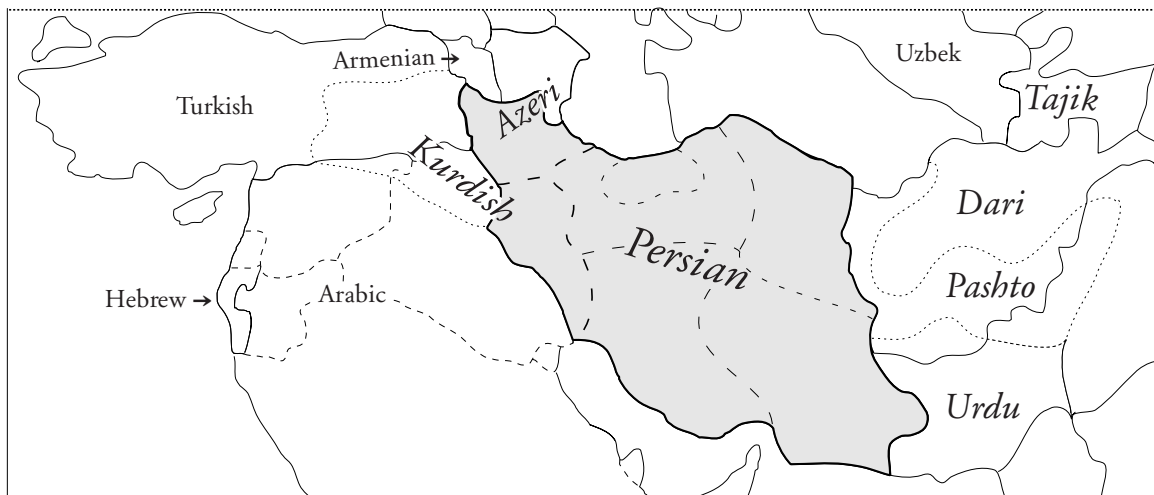 Uzbek
Armenian →
Tajik
Turkish
Azeri
Kurdish
Dari
Persian
Pashto
Hebrew →
Arabic
Urdu